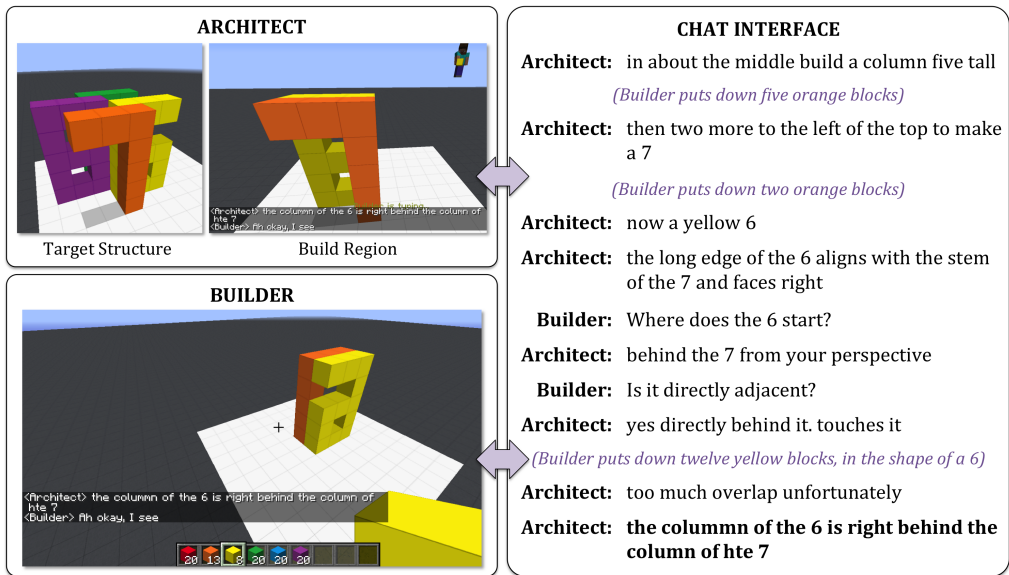 ARCHITECT
Target Structure
Build Region
is typing
<Architect> the colummn of the 6 is right behind the column of
hte 7
<Builder> Ah okay, I see
BUILDER
<Architect> the colummn of the 6 is right behind the column of
hte 7
<Builder> Ah okay, I see
20 13 8 20 20 20
CHAT INTERFACE
Architect: in about the middle build a column five tall
(Builder puts down five orange blocks)
Architect: then two more to the left of the top to make
a 7
(Builder puts down two orange blocks)
Architect: now a yellow 6
Architect: the long edge of the 6 aligns with the stem
of the 7 and faces right
Builder: Where does the 6 start?
Architect: behind the 7 from your perspective
Builder: Is it directly adjacent?
Architect: yes directly behind it. touches it
(Builder puts down twelve yellow blocks, in the shape of a 6)
Architect: too much overlap unfortunately
Architect: the colummn of the 6 is right behind the
column of hte 7